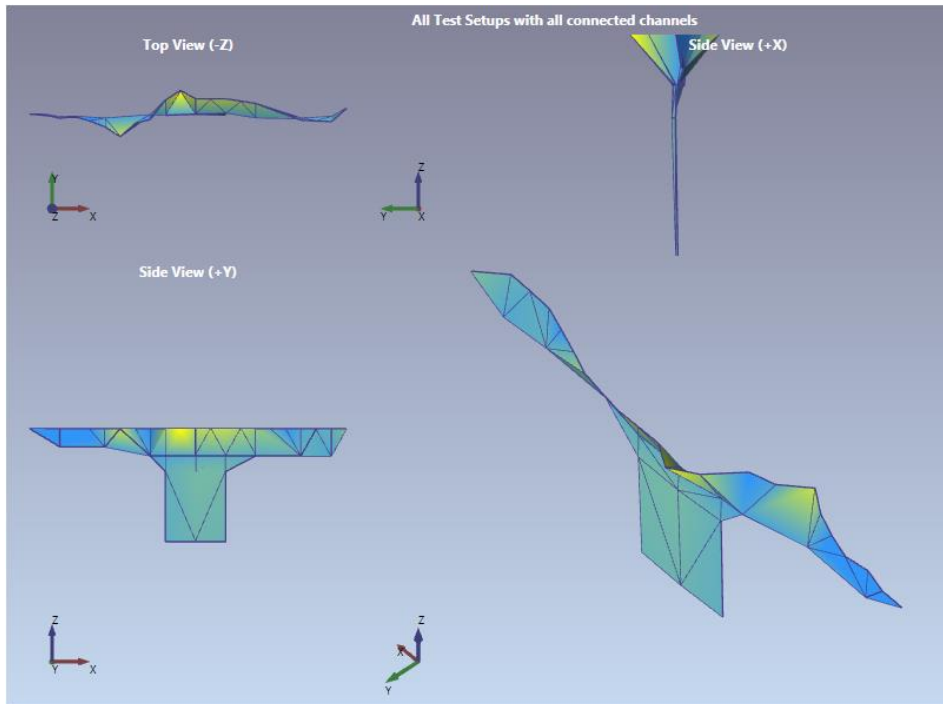 All Test Setups with all connected channels
Top View (-Z)
Side View (+X)
Y
Z
X
Z
Y
X
Side View (+Y)
Z
Y
X
Z
X
Y